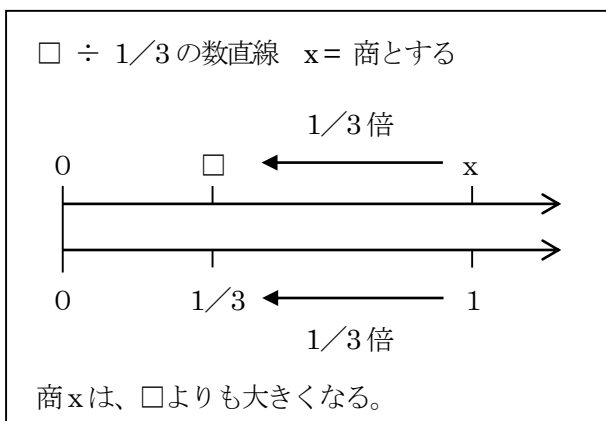 □ ÷ 1／3の数直線　x＝ 商とする
1／3倍
0　□　x
0　1／3　1
1／3倍
商xは、□よりも大きくなる。